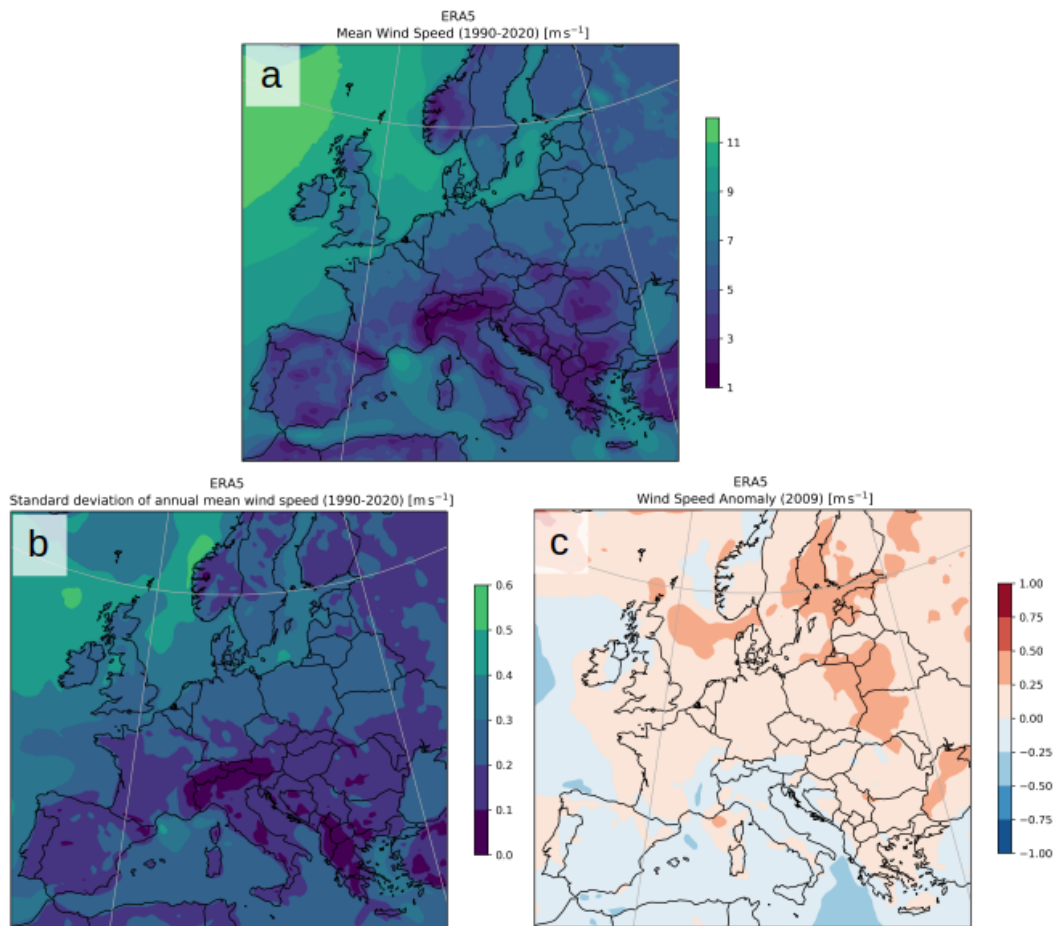 ERA5
Mean Wind Speed (1990-2020) [m s⁻¹]
a
11
9
7
5
3
1
ERA5
Standard deviation of annual mean wind speed (1990-2020) [m s⁻¹]
b
0.6
0.5
0.4
0.3
0.2
0.1
0.0
ERA5
Wind Speed Anomaly (2009) [m s⁻¹]
c
1.00
0.75
0.50
0.25
0.00
−0.25
−0.50
−0.75
−1.00